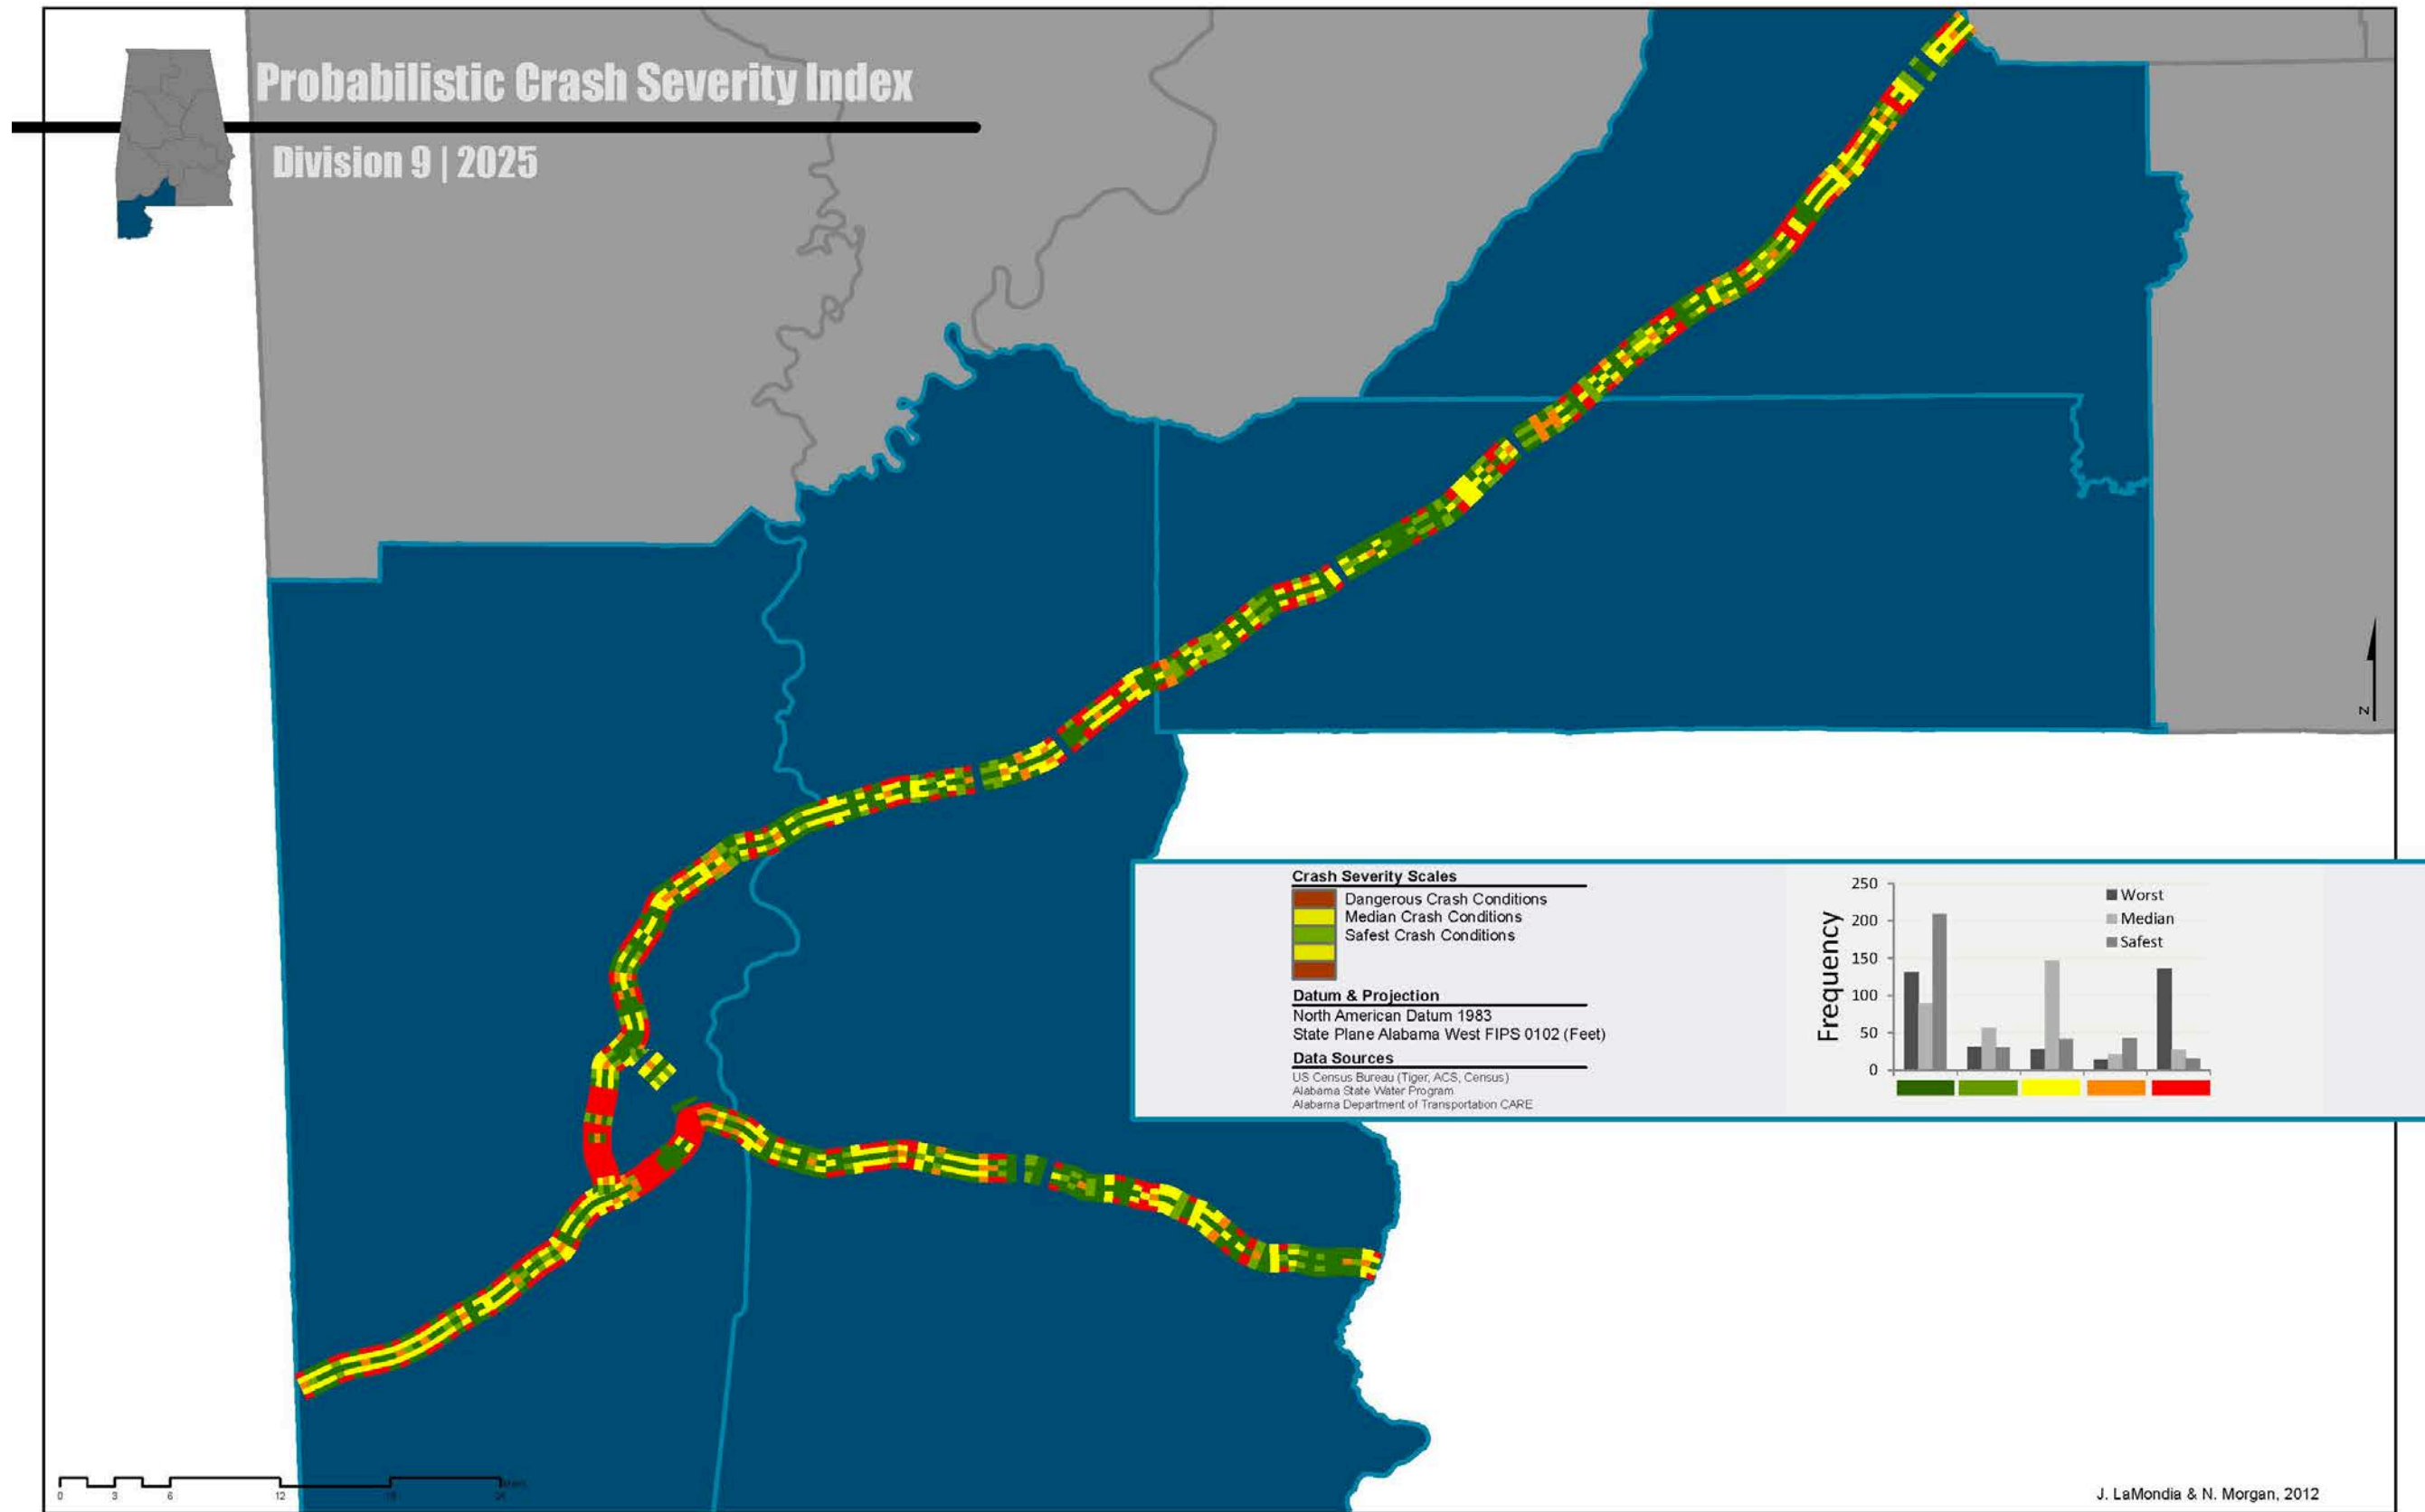 Probabilistic Crash Severity Index
Division 9 | 2025
Crash Severity Scales
Dangerous Crash Conditions
Median Crash Conditions
Safest Crash Conditions
Datum & Projection
North American Datum 1983
State Plane Alabama West FIPS 0102 (Feet)
Data Sources
US Census Bureau (Tiger, ACS, Census)
Alabama State Water Program
Alabama Department of Transportation CARE
Frequency
250
200
150
100
50
0
Worst
Median
Safest
N
0 3 6 12 18 24
Miles
J. LaMondia & N. Morgan, 2012